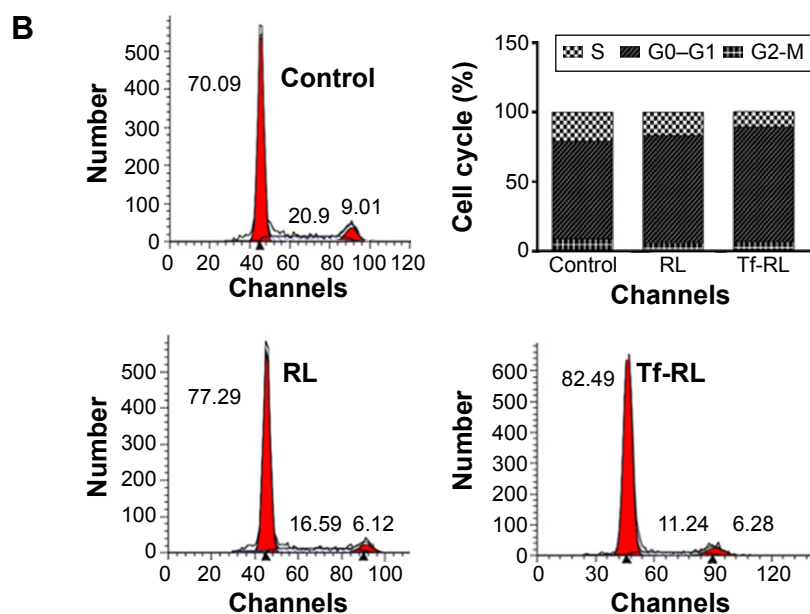 B
500
400
300
200
100
0
Number
70.09
Control
20.9
9.01
0 20 40 60 80 100 120
Channels
150
100
50
0
Cell cycle (%)
S G0–G1 G2-M
Control RL Tf-RL
Channels
500
400
300
200
100
0
Number
77.29
RL
16.59 6.12
0 20 40 60 80 100
Channels
600
500
400
300
200
100
0
Number
82.49
Tf-RL
11.24 6.28
0 30 60 90 120
Channels